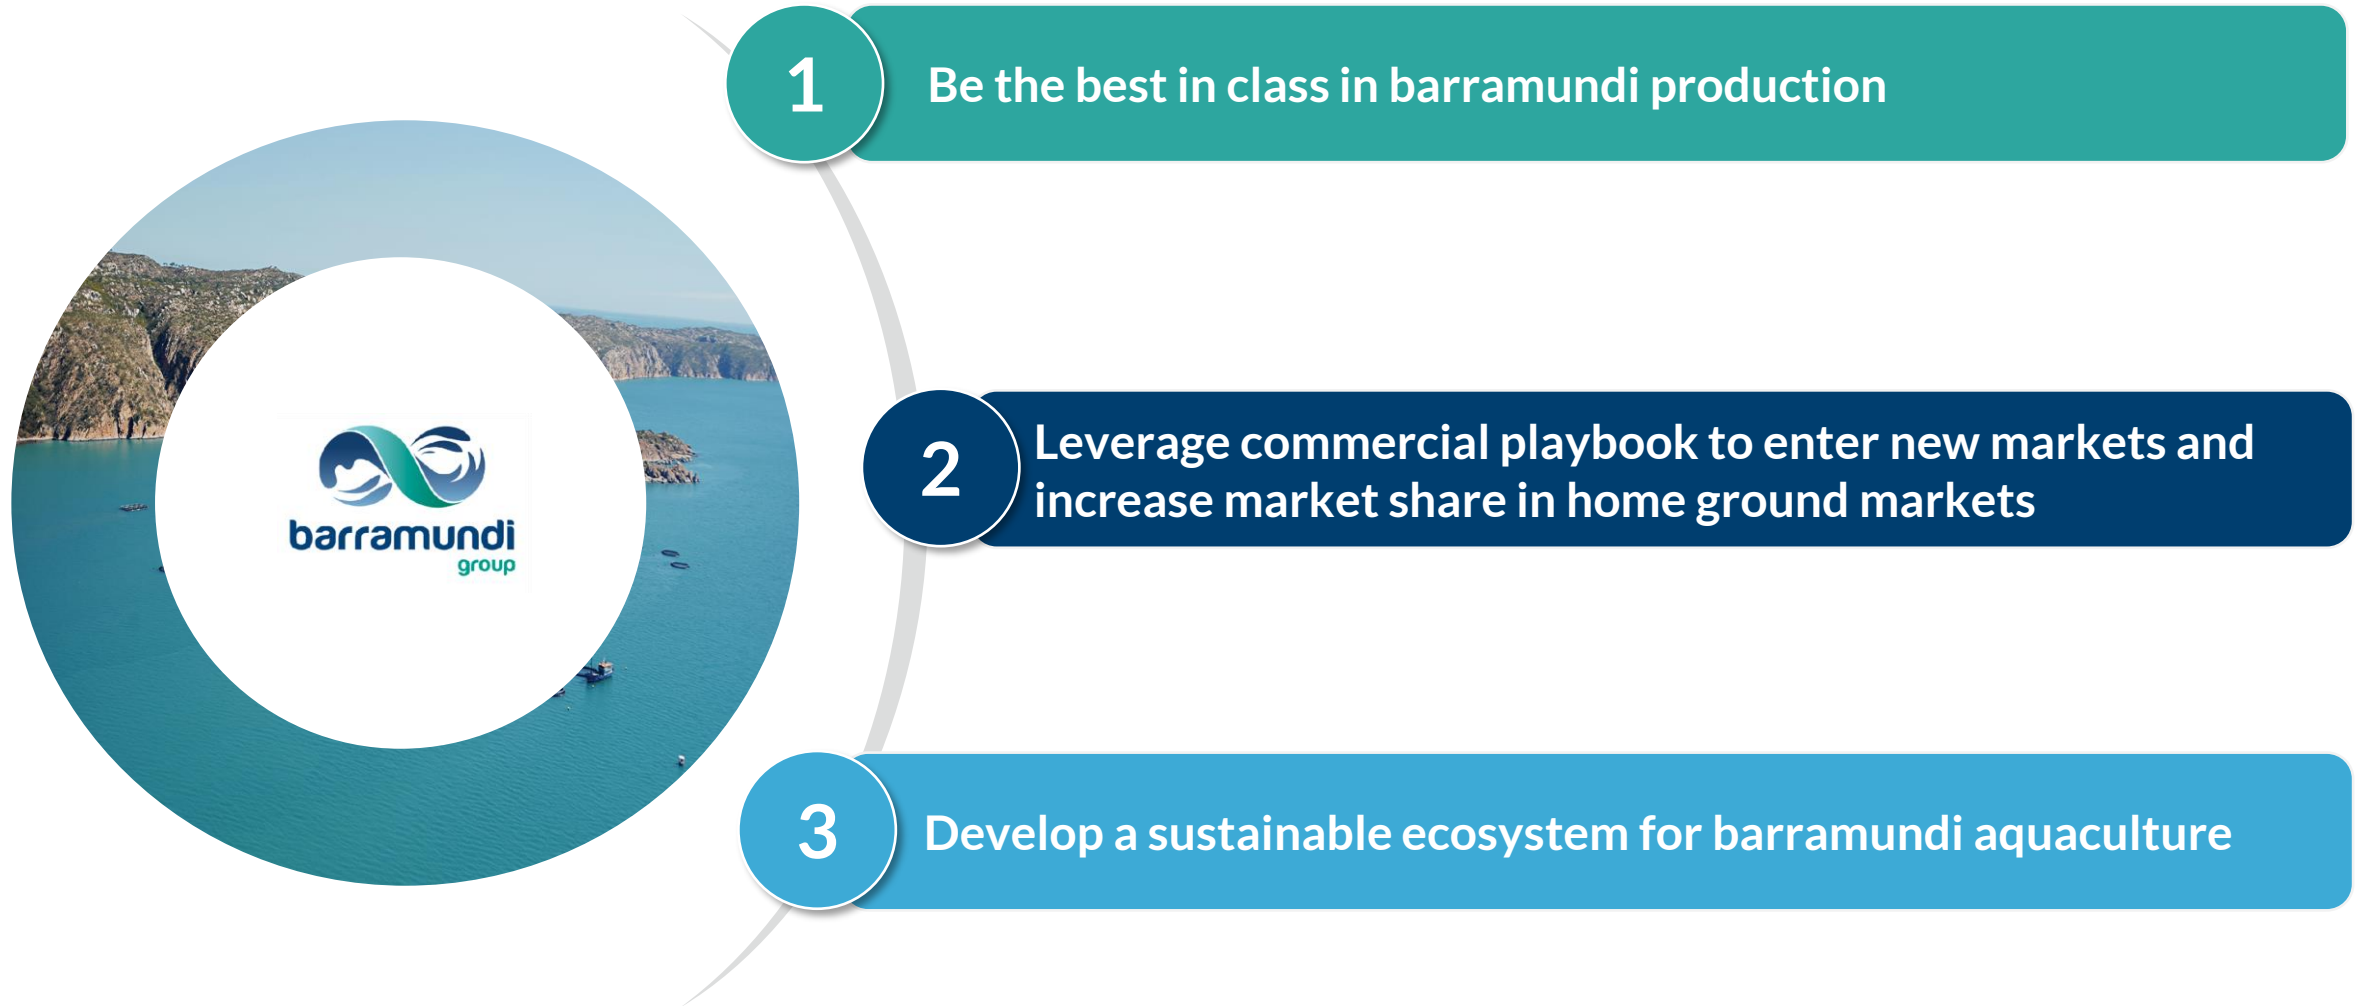 1
Be the best in class in barramundi production
2
Leverage commercial playbook to enter new markets and
increase market share in home ground markets
barramundi
group
3
Develop a sustainable ecosystem for barramundi aquaculture